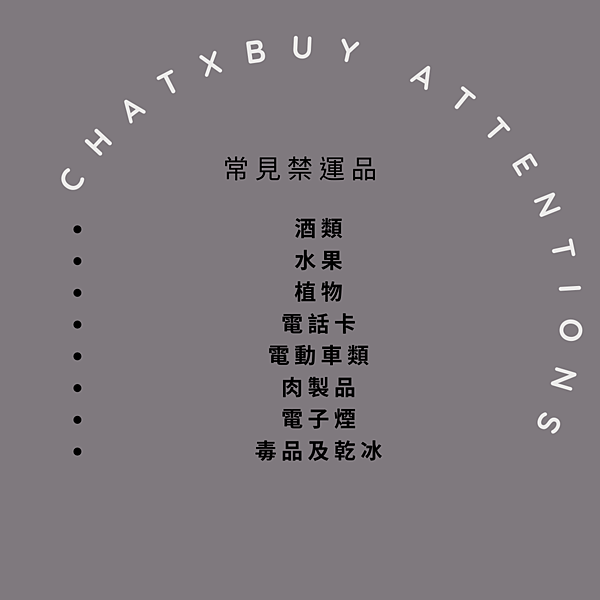 CHATXBUY ATTENTIONS
常見禁運品
• 酒類
• 水果
• 植物
• 電話卡
• 電動車類
• 肉製品
• 電子煙
• 毒品及乾冰